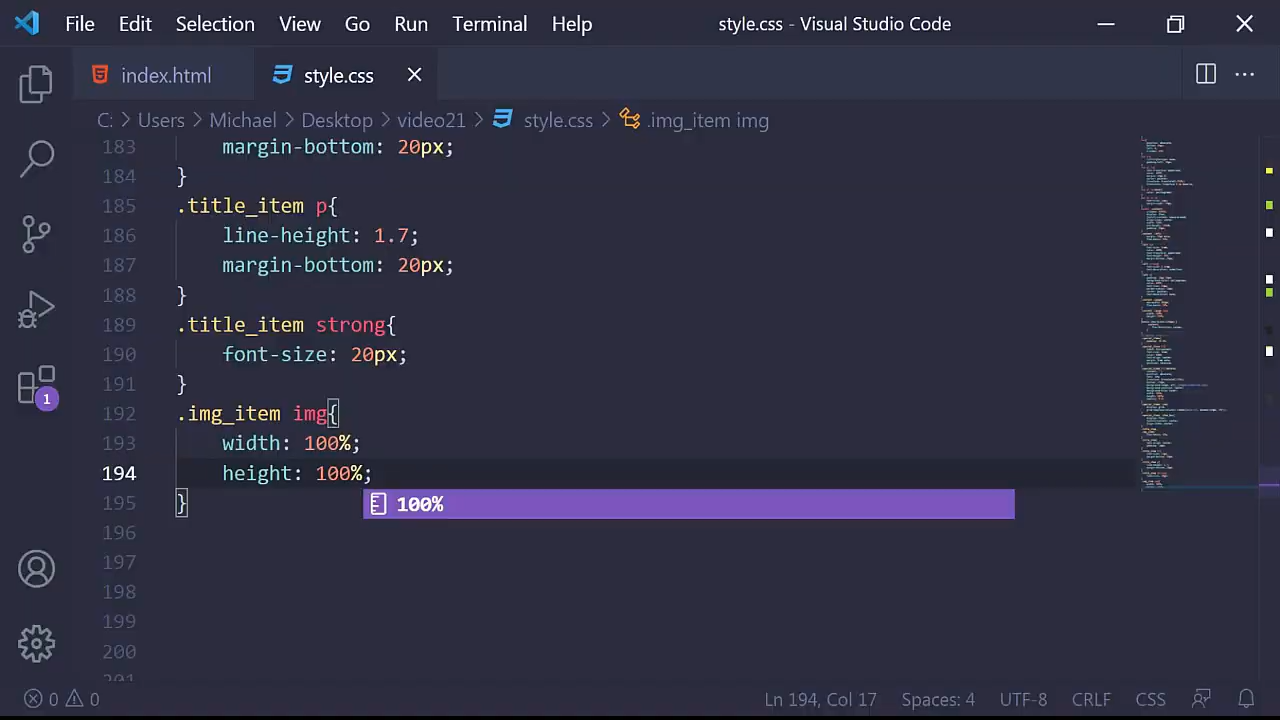 File Edit Selection View Go Run Terminal Help style.css - Visual Studio Code
index.html style.css
C: > Users > Michael > Desktop > video21 > style.css > .img_item img
183 margin-bottom: 20px;
184 }
185 .title_item p{
186 line-height: 1.7;
187 margin-bottom: 20px;
188 }
189 .title_item strong{
190 font-size: 20px;
191 }
192 .img_item img{
193 width: 100%;
194 height: 100%;
195 }
100%
196
197
198
199
200
201
1
0 0 Ln 194, Col 17 Spaces: 4 UTF-8 CRLF CSS